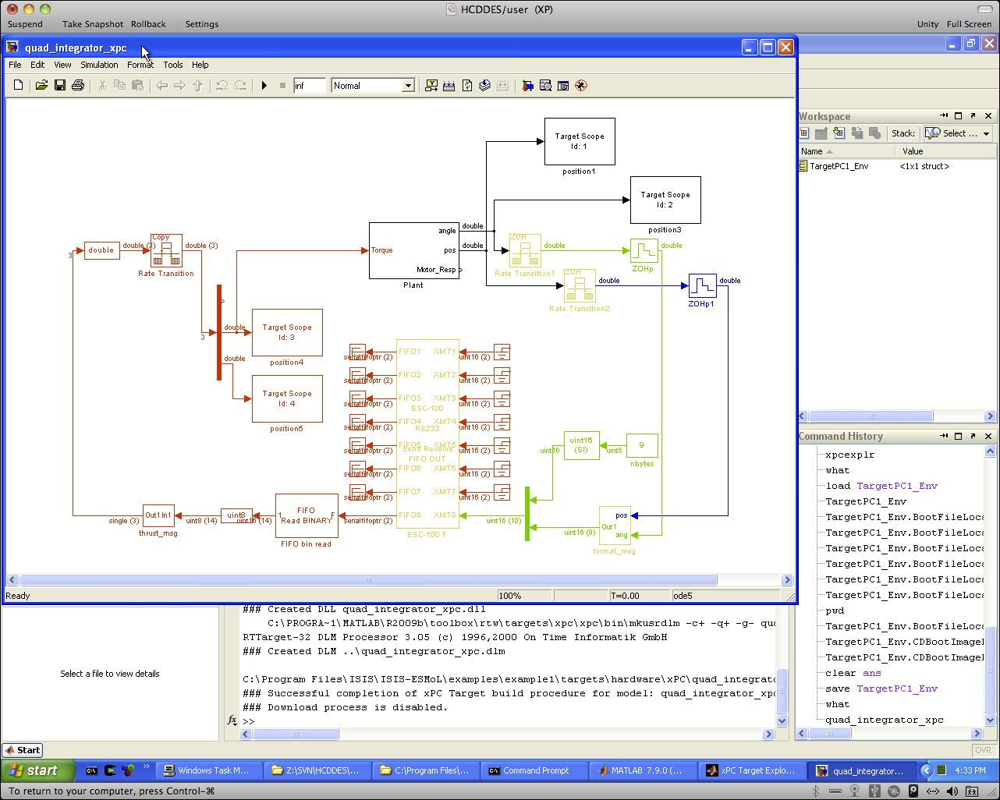 HCDDES/user (XP)
Suspend Take Snapshot Rollback Settings Unity Full Screen
quad_integrator_xpc
File Edit View Simulation Format Tools Help
inf Normal
Target Scope
Id: 1
position1
Target Scope
Id: 2
position3
double
3
double (3)
Copy
Rate Transition
double (3)
Torque
angle
pos
Motor_Resp
Plant
double
double
ZOH
Rate Transition1
double
ZOHp
double
ZOH
Rate Transition2
double
ZOHp1
double
3
double
double
Target Scope
Id: 3
position4
Target Scope
Id: 4
position5
serialfifoptr (2) FIFO1 XMT1 uint16 (2)
serialfifoptr (2) FIFO2 XMT2 uint16 (2)
serialfifoptr (2) FIFO3 XMT3 uint16 (2)
ESC-100
serialfifoptr (2) FIFO4 XMT4 uint16 (2)
RS232
serialfifoptr (2) FIFO5 XMT5 uint16 (2)
Send Receive
FIFO OUT
serialfifoptr (2) FIFO6 XMT6 uint16 (2)
serialfifoptr (2) FIFO7 XMT7 uint16 (2)
serialfifoptr (2) FIFO8 XMT8 uint16 (10)
ESC-100 F
uint16
uint16
(SI)
uint8
9
nbytes
single (3)
Out1 In1
thrust_msg
uint8 (14)
uint8
uint16 (14)
1
FIFO
Read BINARY
F
FIFO bin read
uint16 (9)
pos
Out1
ang
format_msg
Ready 100% T=0.00 ode5
Workspace
Stack: Select ...
Name Value
TargetPC1_Env <1x1 struct>
Command History
xpcexplr
what
load TargetPC1_Env
TargetPC1_Env
TargetPC1_Env.BootFileLoca
TargetPC1_Env.BootFileLoca
TargetPC1_Env.BootFileLoca
TargetPC1_Env.BootFileLoca
TargetPC1_Env.BootFileLoca
TargetPC1_Env.BootFileLoca
pwd
TargetPC1_Env.BootFileLoca
TargetPC1_Env.CDBootImageL
TargetPC1_Env.CDBootImageL
clear ans
save TargetPC1_Env
what
quad_integrator_xpc
Select a file to view details
### Created DLL quad_integrator_xpc.dll
C:\PROGRA~1\MATLAB\R2009b\toolbox\rtw\targets\xpc\xpc\bin\mkusrdlm -c+ -q+ -g- qua
RTTarget-32 DLM Processor 3.05 (c) 1996,2000 On Time Informatik GmbH
### Created DLM ..\quad_integrator_xpc.dlm
C:\Program Files\ISIS\ISIS-ESMoL\examples\example1\targets\hardware\xPC\quad_integrato
### Successful completion of xPC Target build procedure for model: quad_integrator_xpc
### Download process is disabled.
fx >>
Start OVR
start Windows Task M... Z:\SVN\HCDDES\... C:\Program Files\... Command Prompt MATLAB 7.9.0 (... xPC Target Explo... quad_integrator... 4:33 PM
To return to your computer, press Control-⌘